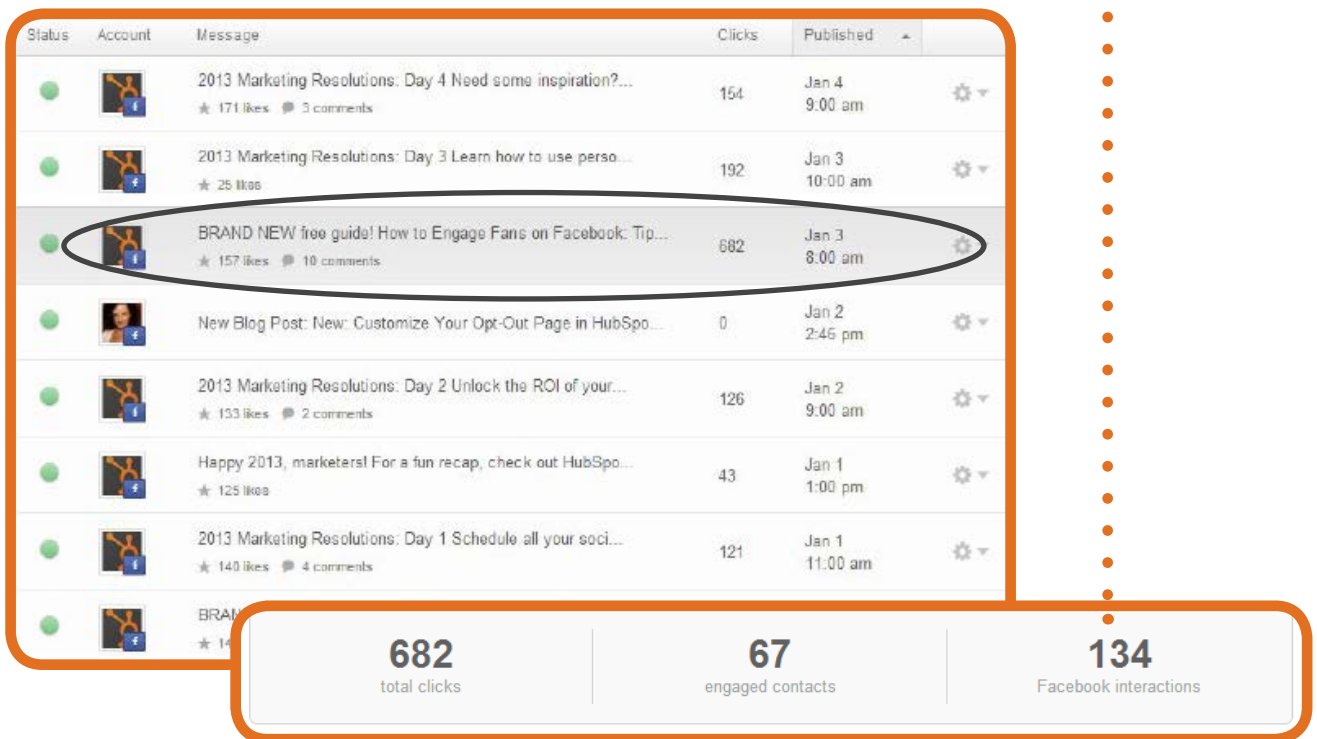 Status Account Message Clicks Published
2013 Marketing Resolutions: Day 4 Need some inspiration?...
171 likes 3 comments
154
Jan 4
9:00 am
2013 Marketing Resolutions: Day 3 Learn how to use perso...
25 likes
192
Jan 3
10:00 am
BRAND NEW free guide! How to Engage Fans on Facebook: Tip...
157 likes 10 comments
682
Jan 3
8:00 am
New Blog Post: New: Customize Your Opt-Out Page in HubSpo...
0
Jan 2
2:45 pm
2013 Marketing Resolutions: Day 2 Unlock the ROI of your...
133 likes 2 comments
126
Jan 2
9:00 am
Happy 2013, marketers! For a fun recap, check out HubSpo...
125 likes
43
Jan 1
1:00 pm
2013 Marketing Resolutions: Day 1 Schedule all your soci...
140 likes 4 comments
121
Jan 1
11:00 am
682 67 134
total clicks engaged contacts Facebook interactions